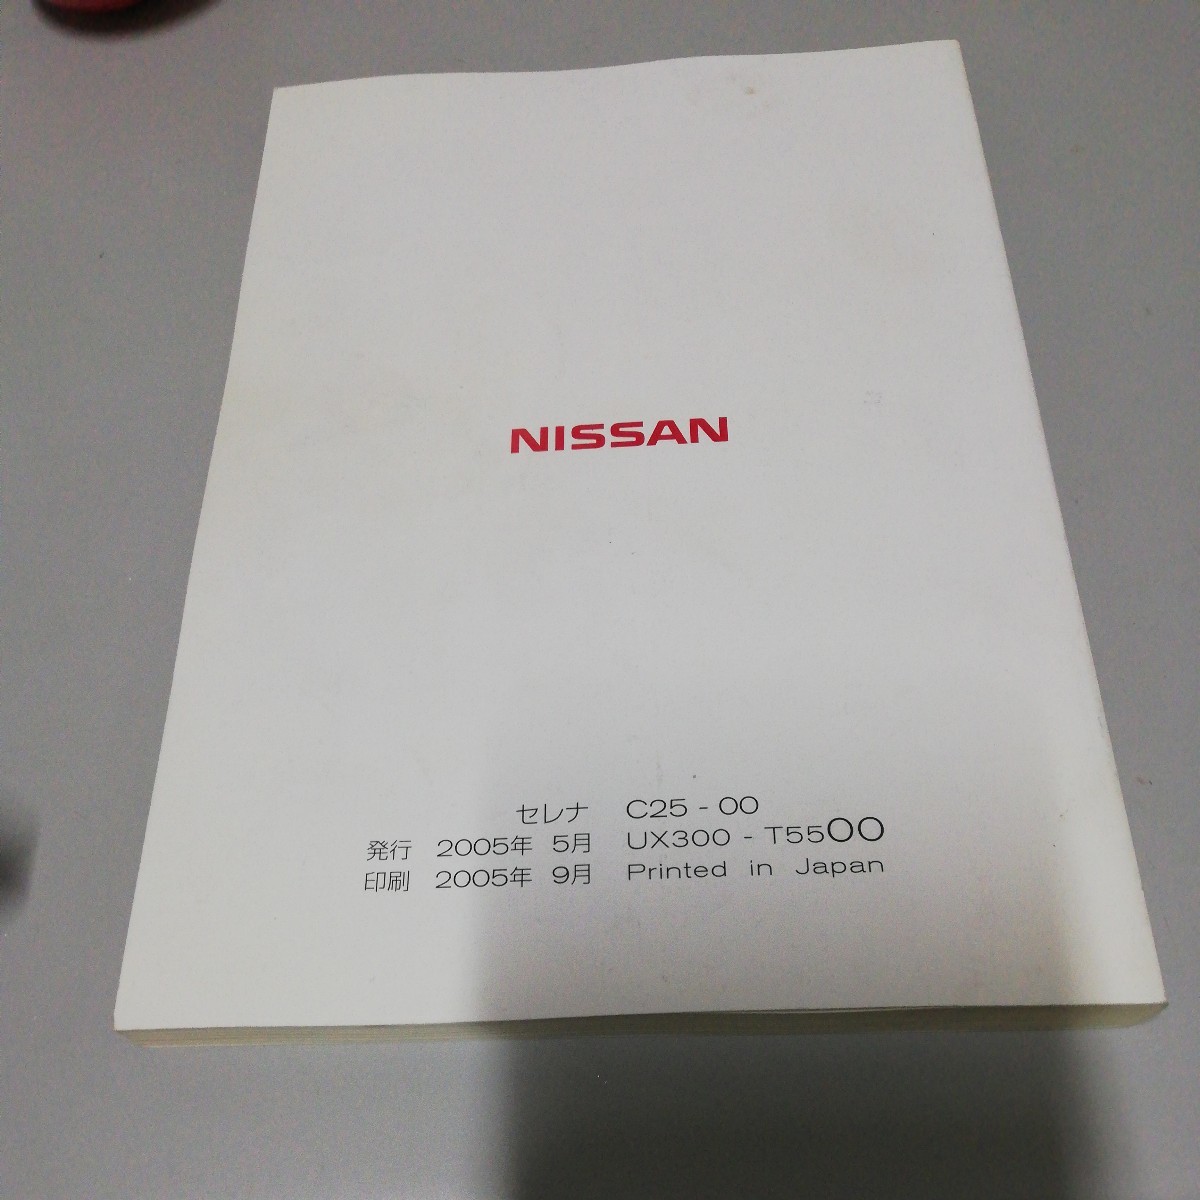 NISSAN
セレナ C25 - 00
発行 2005年 5月 UX300 - T5500
印刷 2005年 9月 Printed in Japan